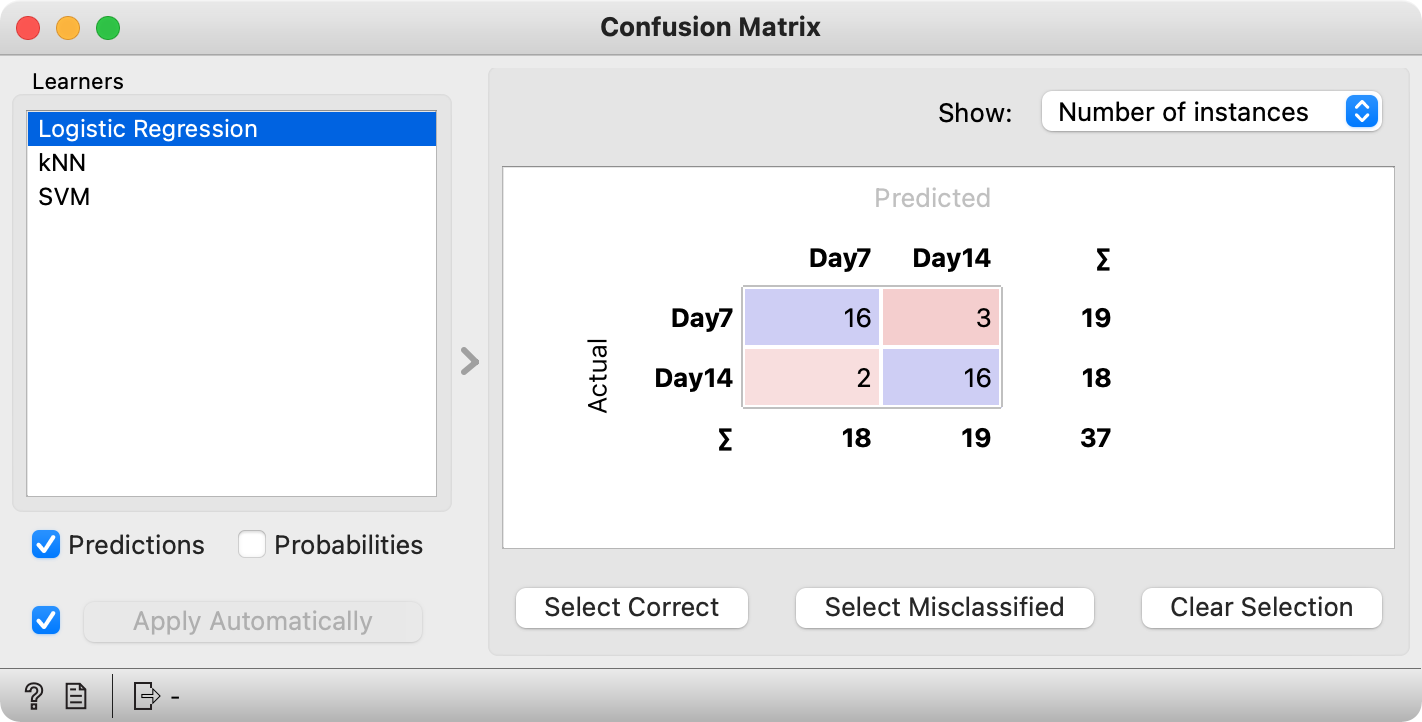 Confusion Matrix
Learners
Logistic Regression
kNN
SVM
Predictions Probabilities
Apply Automatically
Show: Number of instances
Predicted
Day7 Day14 Σ
Actual
Day7 16 3 19
Day14 2 16 18
Σ 18 19 37
Select Correct Select Misclassified Clear Selection
? -